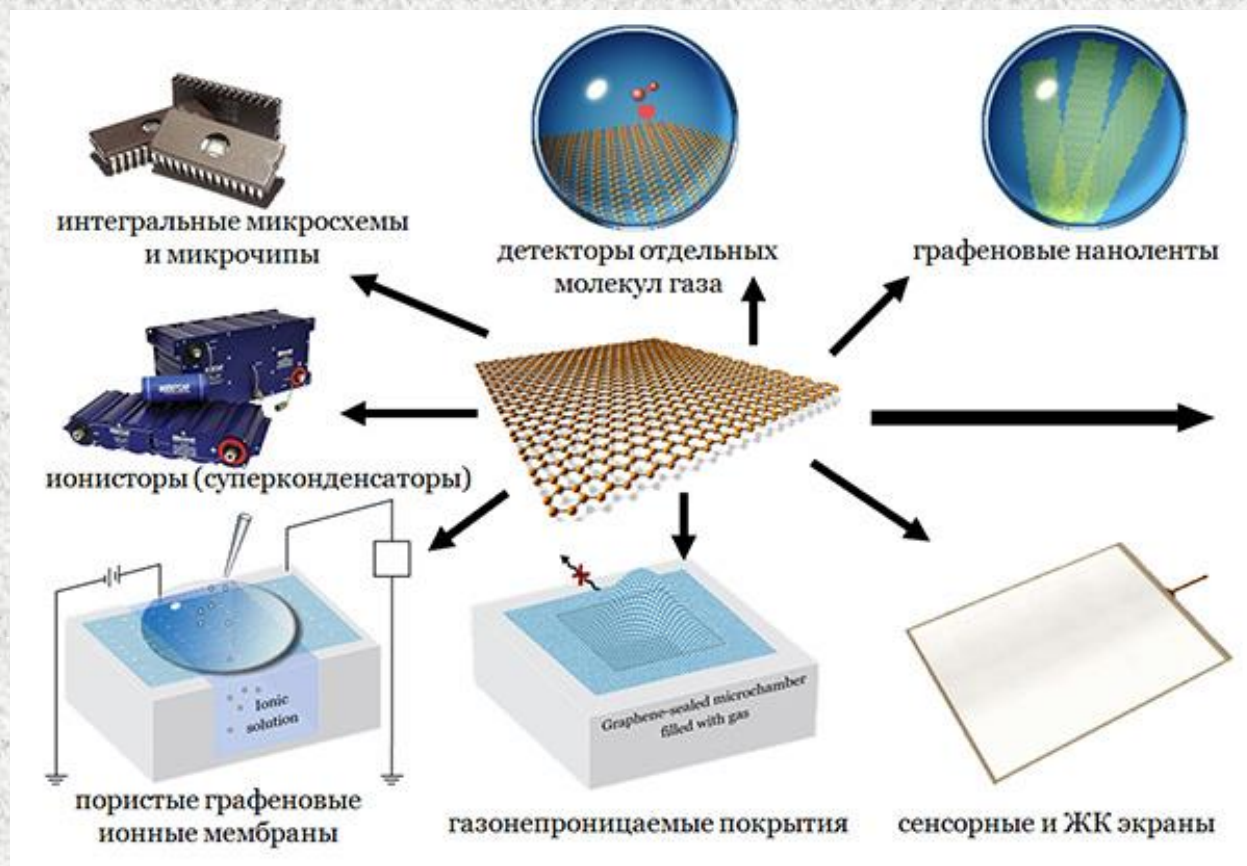 интегральные микросхемы
и микрочипы
детекторы отдельных
молекул газа
графеновые наноленты
ионисторы (суперконденсаторы)
Ionic
solution
пористые графеновые
ионные мембраны
Graphene-sealed microchamber
filled with gas
газонепроницаемые покрытия
сенсорные и ЖК экраны